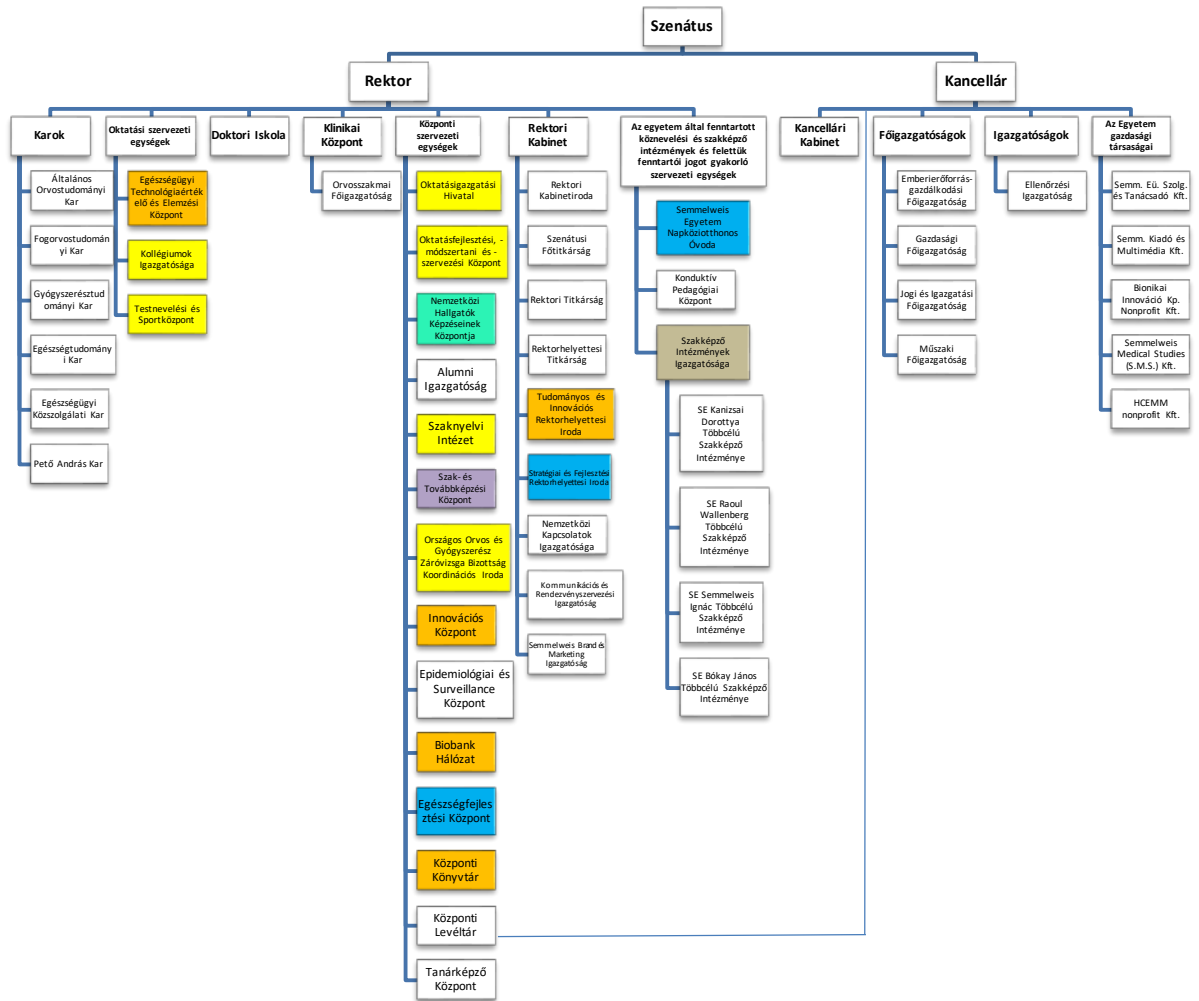 Szenátus
Rektor
Kancellár
Karok
Oktatási szervezeti
egységek
Doktori Iskola
Klinikai
Központ
Központi
szervezeti
egységek
Rektori
Kabinet
Az egyetem által fenntartott
köznevelési és szakképző
intézmények és felettük
fenntartói jogot gyakorló
szervezeti egységek
Kancellári
Kabinet
Főigazgatóságok
Igazgatóságok
Az Egyetem
gazdasági
társaságai
Általános
Orvostudományi
Kar
Fogorvostudomán
yi Kar
Gyógyszerésztud
ományi Kar
Egészségtudomány
i Kar
Egészségügyi
Közszolgálati Kar
Pető András Kar
Egészségügyi
Technológiaérték
elő és Elemzési
Központ
Kollégiumok
Igazgatósága
Testnevelési és
Sportközpont
Orvosszakmai
Főigazgatóság
Oktatásigazgatási
Hivatal
Oktatásfejlesztési, -
módszertani és -
szervezési Központ
Nemzetközi
Hallgatók
Képzéseinek
Központja
Alumni
Igazgatóság
Szaknyelvi
Intézet
Szak- és
Továbbképzési
Központ
Országos Orvos és
Gyógyszerész
Záróvizsga Bizottság
Koordinációs Iroda
Innovációs
Központ
Epidemiológiai és
Surveillance
Központ
Biobank
Hálózat
Egészségfejles
ztési Központ
Központi
Könyvtár
Központi
Levéltár
Tanárképző
Központ
Rektori
Kabinetiroda
Szenátusi
Főtitkárság
Rektori Titkárság
Rektorhelyettesi
Titkárság
Tudományos és
Innovációs
Rektorhelyettesi
Iroda
Stratégiai és Fejlesztési
Rektorhelyettesi Iroda
Nemzetközi
Kapcsolatok
Igazgatósága
Kommunikációs és
Rendezvényszervezési
Igazgatóság
Semmelweis Brand és
Marketing
Igazgatóság
Semmelweis
Egyetem
Napköziotthonos
Óvoda
Konduktív
Pedagógiai
Központ
Szakképző
Intézmények
Igazgatósága
SE Kanizsai
Dorottya
Többcélú
Szakképző
Intézménye
SE Raoul
Wallenberg
Többcélú
Szakképző
Intézménye
SE Semmelweis
Ignác Többcélú
Szakképző
Intézménye
SE Bókay János
Többcélú Szakképző
Intézménye
Emberierőforrás-
gazdálkodási
Főigazgatóság
Gazdasági
Főigazgatóság
Jogi és Igazgatási
Főigazgatóság
Műszaki
Főigazgatóság
Ellenőrzési
Igazgatóság
Semm. Eü. Szolg.
és Tanácsadó Kft.
Semm. Kiadó és
Multimédia Kft.
Bionikai
Innováció Kp.
Nonprofit Kft.
Semmelweis
Medical Studies
(S.M.S.) Kft.
HCEMM
nonprofit Kft.